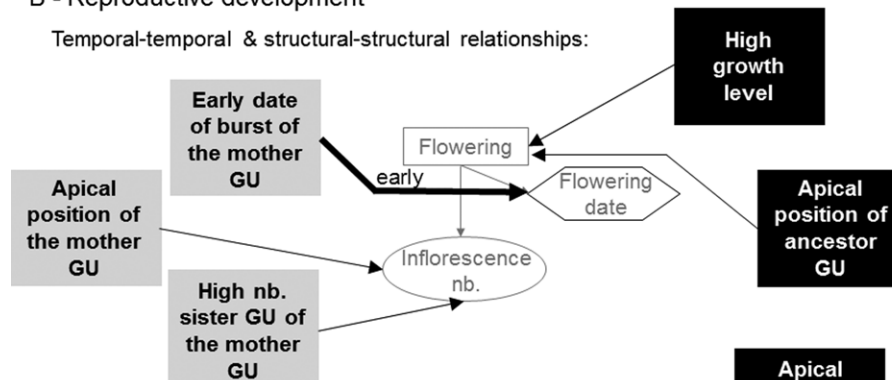 B - Reproductive development
Temporal-temporal & structural-structural relationships:
High
growth
level
Early date
of burst of
the mother
GU
Flowering
early
Flowering
date
Apical
position of
the mother
GU
Apical
position of
ancestor
GU
Inflorescence
nb.
High nb.
sister GU of
the mother
GU
Apical